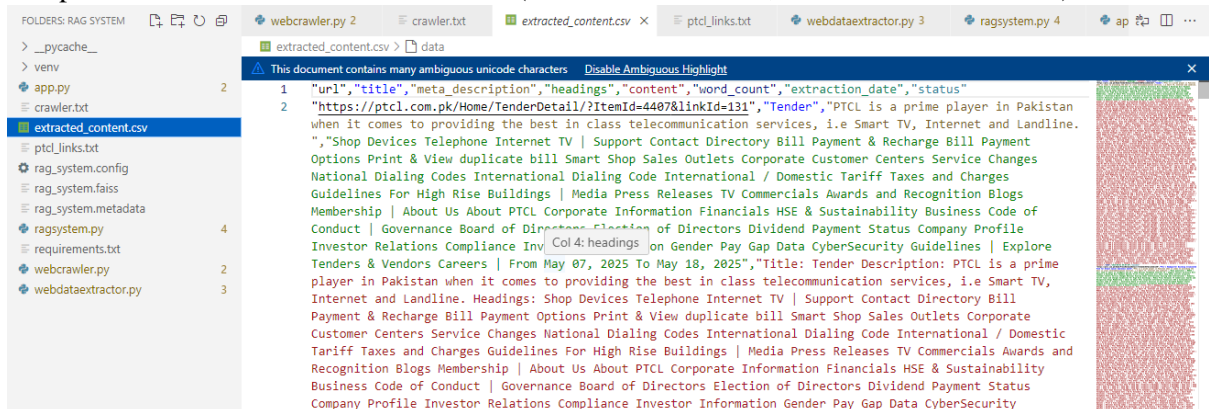 FOLDERS: RAG SYSTEM
webcrawler.py 2
crawler.txt
extracted_content.csv
ptcl_links.txt
webdataextractor.py 3
ragsystem.py 4
ap
__pycache__
venv
app.py 2
crawler.txt
extracted_content.csv
ptcl_links.txt
rag_system.config
rag_system.faiss
rag_system.metadata
ragsystem.py 4
requirements.txt
webcrawler.py 2
webdataextractor.py 3
extracted_content.csv > data
This document contains many ambiguous unicode characters Disable Ambiguous Highlight
1 "url","title","meta_description","headings","content","word_count","extraction_date","status"
2 "https://ptcl.com.pk/Home/TenderDetail/?ItemId=4407&linkId=131","Tender","PTCL is a prime player in Pakistan
when it comes to providing the best in class telecommunication services, i.e Smart TV, Internet and Landline.
","Shop Devices Telephone Internet TV | Support Contact Directory Bill Payment & Recharge Bill Payment
Options Print & View duplicate bill Smart Shop Sales Outlets Corporate Customer Centers Service Changes
National Dialing Codes International Dialing Code International / Domestic Tariff Taxes and Charges
Guidelines For High Rise Buildings | Media Press Releases TV Commercials Awards and Recognition Blogs
Membership | About Us About PTCL Corporate Information Financials HSE & Sustainability Business Code of
Conduct | Governance Board of Directors Election of Directors Dividend Payment Status Company Profile
Investor Relations Compliance Inv
Col 4: headings
on Gender Pay Gap Data CyberSecurity Guidelines | Explore
Tenders & Vendors Careers | From May 07, 2025 To May 18, 2025","Title: Tender Description: PTCL is a prime
player in Pakistan when it comes to providing the best in class telecommunication services, i.e Smart TV,
Internet and Landline. Headings: Shop Devices Telephone Internet TV | Support Contact Directory Bill
Payment & Recharge Bill Payment Options Print & View duplicate bill Smart Shop Sales Outlets Corporate
Customer Centers Service Changes National Dialing Codes International Dialing Code International / Domestic
Tariff Taxes and Charges Guidelines For High Rise Buildings | Media Press Releases TV Commercials Awards and
Recognition Blogs Membership | About Us About PTCL Corporate Information Financials HSE & Sustainability
Business Code of Conduct | Governance Board of Directors Election of Directors Dividend Payment Status
Company Profile Investor Relations Compliance Investor Information Gender Pay Gap Data CyberSecurity